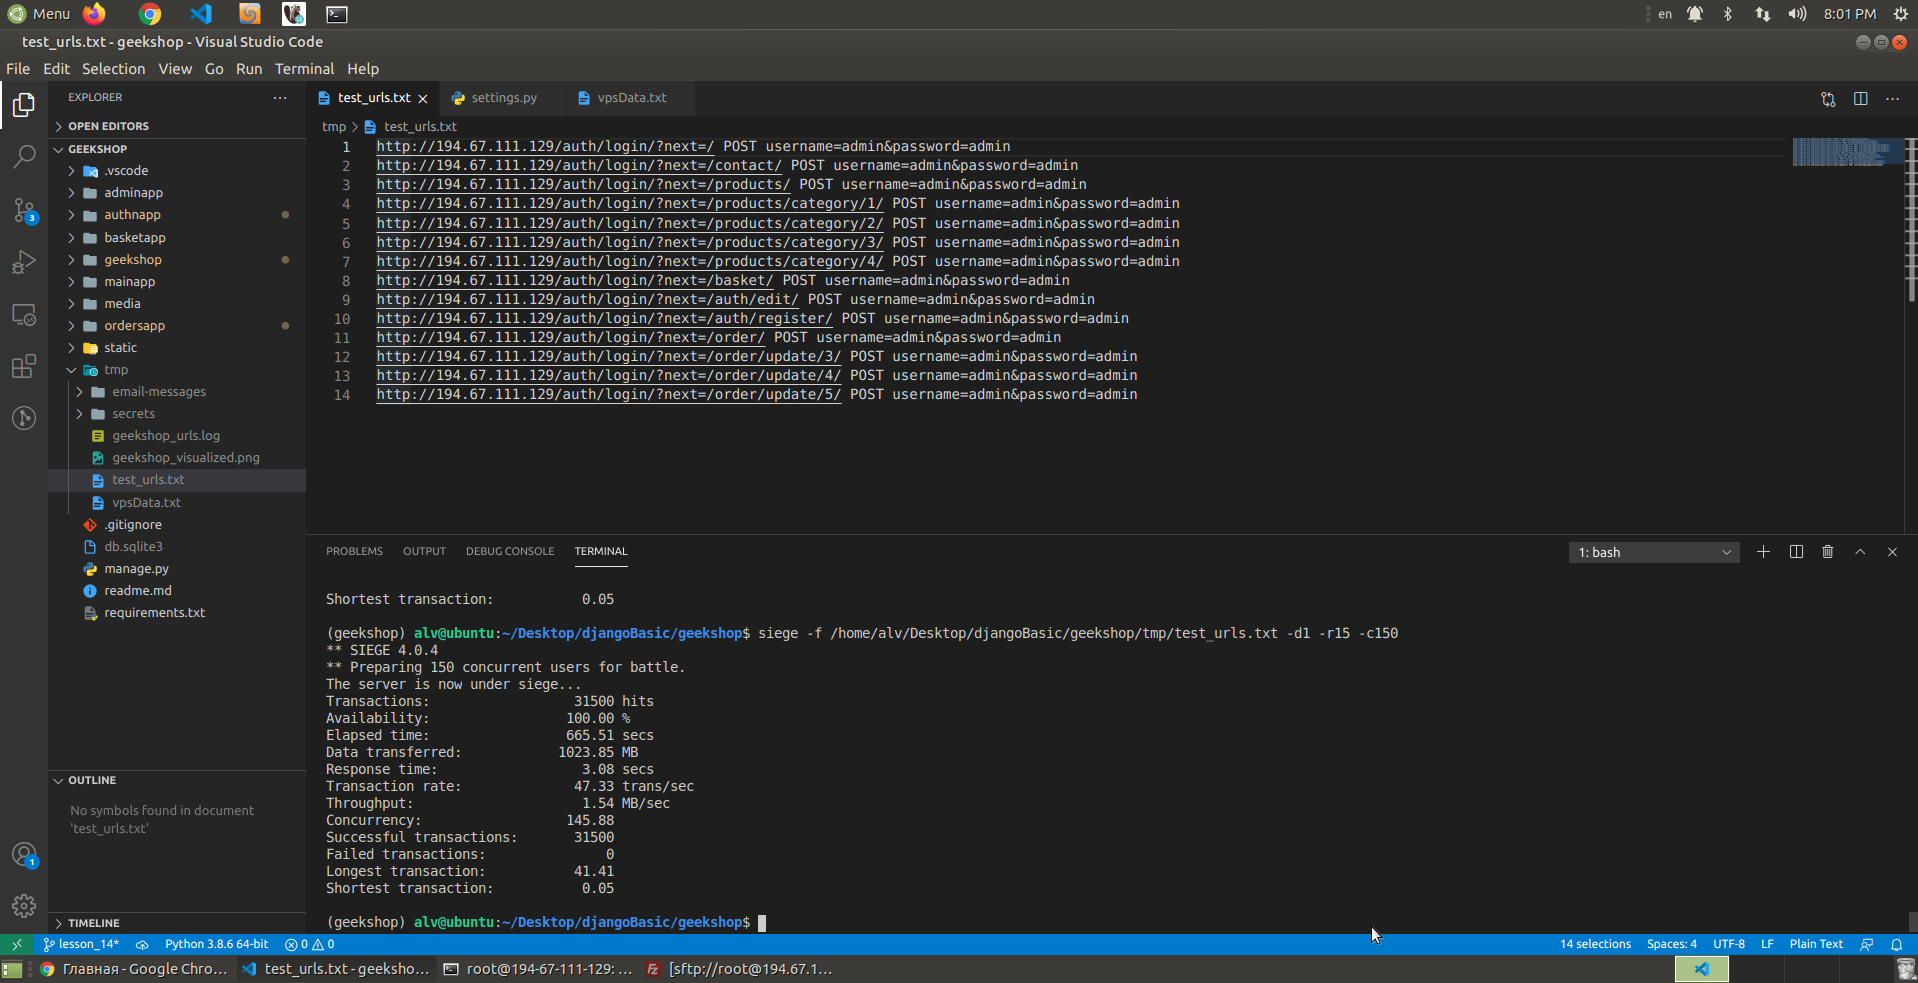 Menu
en
8:01 PM
test_urls.txt - geekshop - Visual Studio Code
File Edit Selection View Go Run Terminal Help
EXPLORER
OPEN EDITORS
GEEKSHOP
.vscode
adminapp
authnapp
basketapp
geekshop
mainapp
media
ordersapp
static
tmp
email-messages
secrets
geekshop_urls.log
geekshop_visualized.png
test_urls.txt
vpsData.txt
.gitignore
db.sqlite3
manage.py
readme.md
requirements.txt
OUTLINE
No symbols found in document
'test_urls.txt'
TIMELINE
3
1
test_urls.txt settings.py vpsData.txt
tmp > test_urls.txt
1 http://194.67.111.129/auth/login/?next=/ POST username=admin&password=admin
2 http://194.67.111.129/auth/login/?next=/contact/ POST username=admin&password=admin
3 http://194.67.111.129/auth/login/?next=/products/ POST username=admin&password=admin
4 http://194.67.111.129/auth/login/?next=/products/category/1/ POST username=admin&password=admin
5 http://194.67.111.129/auth/login/?next=/products/category/2/ POST username=admin&password=admin
6 http://194.67.111.129/auth/login/?next=/products/category/3/ POST username=admin&password=admin
7 http://194.67.111.129/auth/login/?next=/products/category/4/ POST username=admin&password=admin
8 http://194.67.111.129/auth/login/?next=/basket/ POST username=admin&password=admin
9 http://194.67.111.129/auth/login/?next=/auth/edit/ POST username=admin&password=admin
10 http://194.67.111.129/auth/login/?next=/auth/register/ POST username=admin&password=admin
11 http://194.67.111.129/auth/login/?next=/order/ POST username=admin&password=admin
12 http://194.67.111.129/auth/login/?next=/order/update/3/ POST username=admin&password=admin
13 http://194.67.111.129/auth/login/?next=/order/update/4/ POST username=admin&password=admin
14 http://194.67.111.129/auth/login/?next=/order/update/5/ POST username=admin&password=admin
PROBLEMS OUTPUT DEBUG CONSOLE TERMINAL
1: bash
Shortest transaction: 0.05
(geekshop) alv@ubuntu:~/Desktop/djangoBasic/geekshop$ siege -f /home/alv/Desktop/djangoBasic/geekshop/tmp/test_urls.txt -d1 -r15 -c150
** SIEGE 4.0.4
** Preparing 150 concurrent users for battle.
The server is now under siege...
Transactions: 31500 hits
Availability: 100.00 %
Elapsed time: 665.51 secs
Data transferred: 1023.85 MB
Response time: 3.08 secs
Transaction rate: 47.33 trans/sec
Throughput: 1.54 MB/sec
Concurrency: 145.88
Successful transactions: 31500
Failed transactions: 0
Longest transaction: 41.41
Shortest transaction: 0.05
(geekshop) alv@ubuntu:~/Desktop/djangoBasic/geekshop$
lesson_14* Python 3.8.6 64-bit 0 0
14 selections Spaces: 4 UTF-8 LF Plain Text
Главная - Google Chro... test_urls.txt - geeksho... root@194-67-111-129: ... [sftp://root@194.67.1...